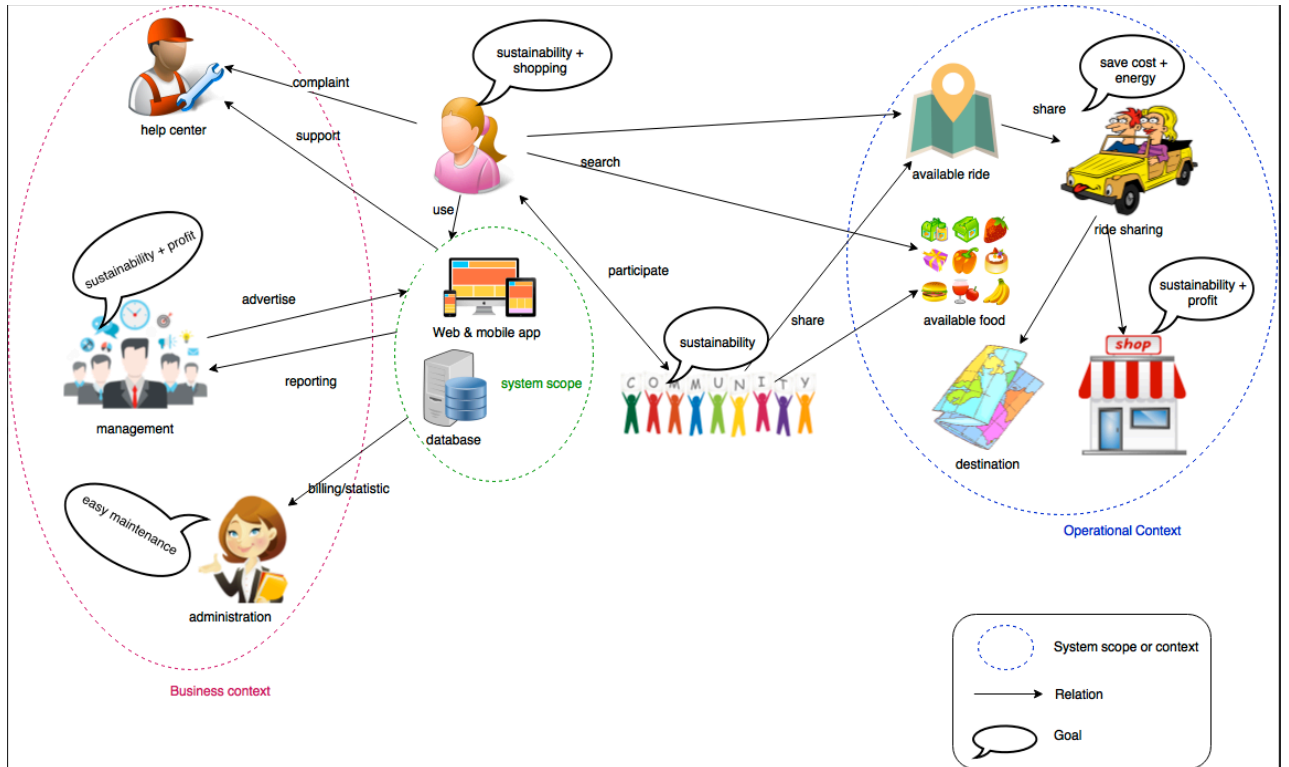 sustainability +
shopping
save cost +
energy
complaint
share
help center
support
search
available ride
use
ride sharing
sustainability + profit
participate
advertise
sustainability +
profit
Web & mobile app
share
available food
sustainability
shop
reporting
system scope
COMMUNITY
management
database
destination
billing/statistic
easy maintenance
Operational Context
administration
System scope or context
Business context
Relation
Goal